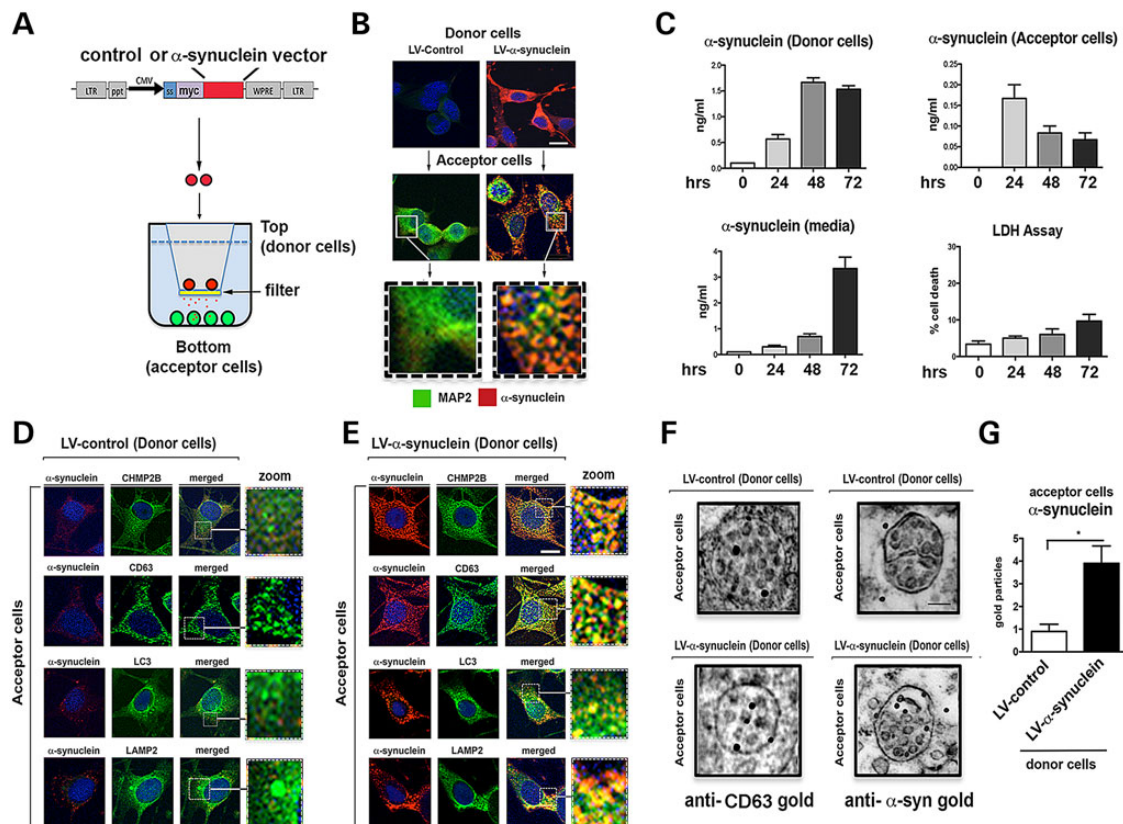 A
control or α-synuclein vector
CMV
LTR ppt ss myc WPRE LTR
Top
(donor cells)
filter
Bottom
(acceptor cells)
B
Donor cells
LV-Control LV-α-synuclein
Acceptor cells
MAP2 α-synuclein
C
α-synuclein (Donor cells)
ng/ml
2.0
1.5
1.0
0.5
0.0
hrs 0 24 48 72
α-synuclein (Acceptor cells)
ng/ml
0.25
0.20
0.15
0.10
0.05
0.00
hrs 0 24 48 72
α-synuclein (media)
ng/ml
4
3
2
1
0
hrs 0 24 48 72
LDH Assay
% cell death
30
20
10
0
hrs 0 24 48 72
D
LV-control (Donor cells)
α-synuclein CHMP2B merged zoom
α-synuclein CD63 merged
α-synuclein LC3 merged
α-synuclein LAMP2 merged
Acceptor cells
E
LV-α-synuclein (Donor cells)
α-synuclein CHMP2B merged zoom
α-synuclein CD63 merged
α-synuclein LC3 merged
α-synuclein LAMP2 merged
Acceptor cells
F
LV-control (Donor cells) LV-control (Donor cells)
Acceptor cells Acceptor cells
LV-α-synuclein (Donor cells) LV-α-synuclein (Donor cells)
Acceptor cells Acceptor cells
anti-CD63 gold anti-α-syn gold
G
acceptor cells
α-synuclein
*
gold particles
5
4
3
2
1
0
LV-control
LV-α-synuclein
donor cells